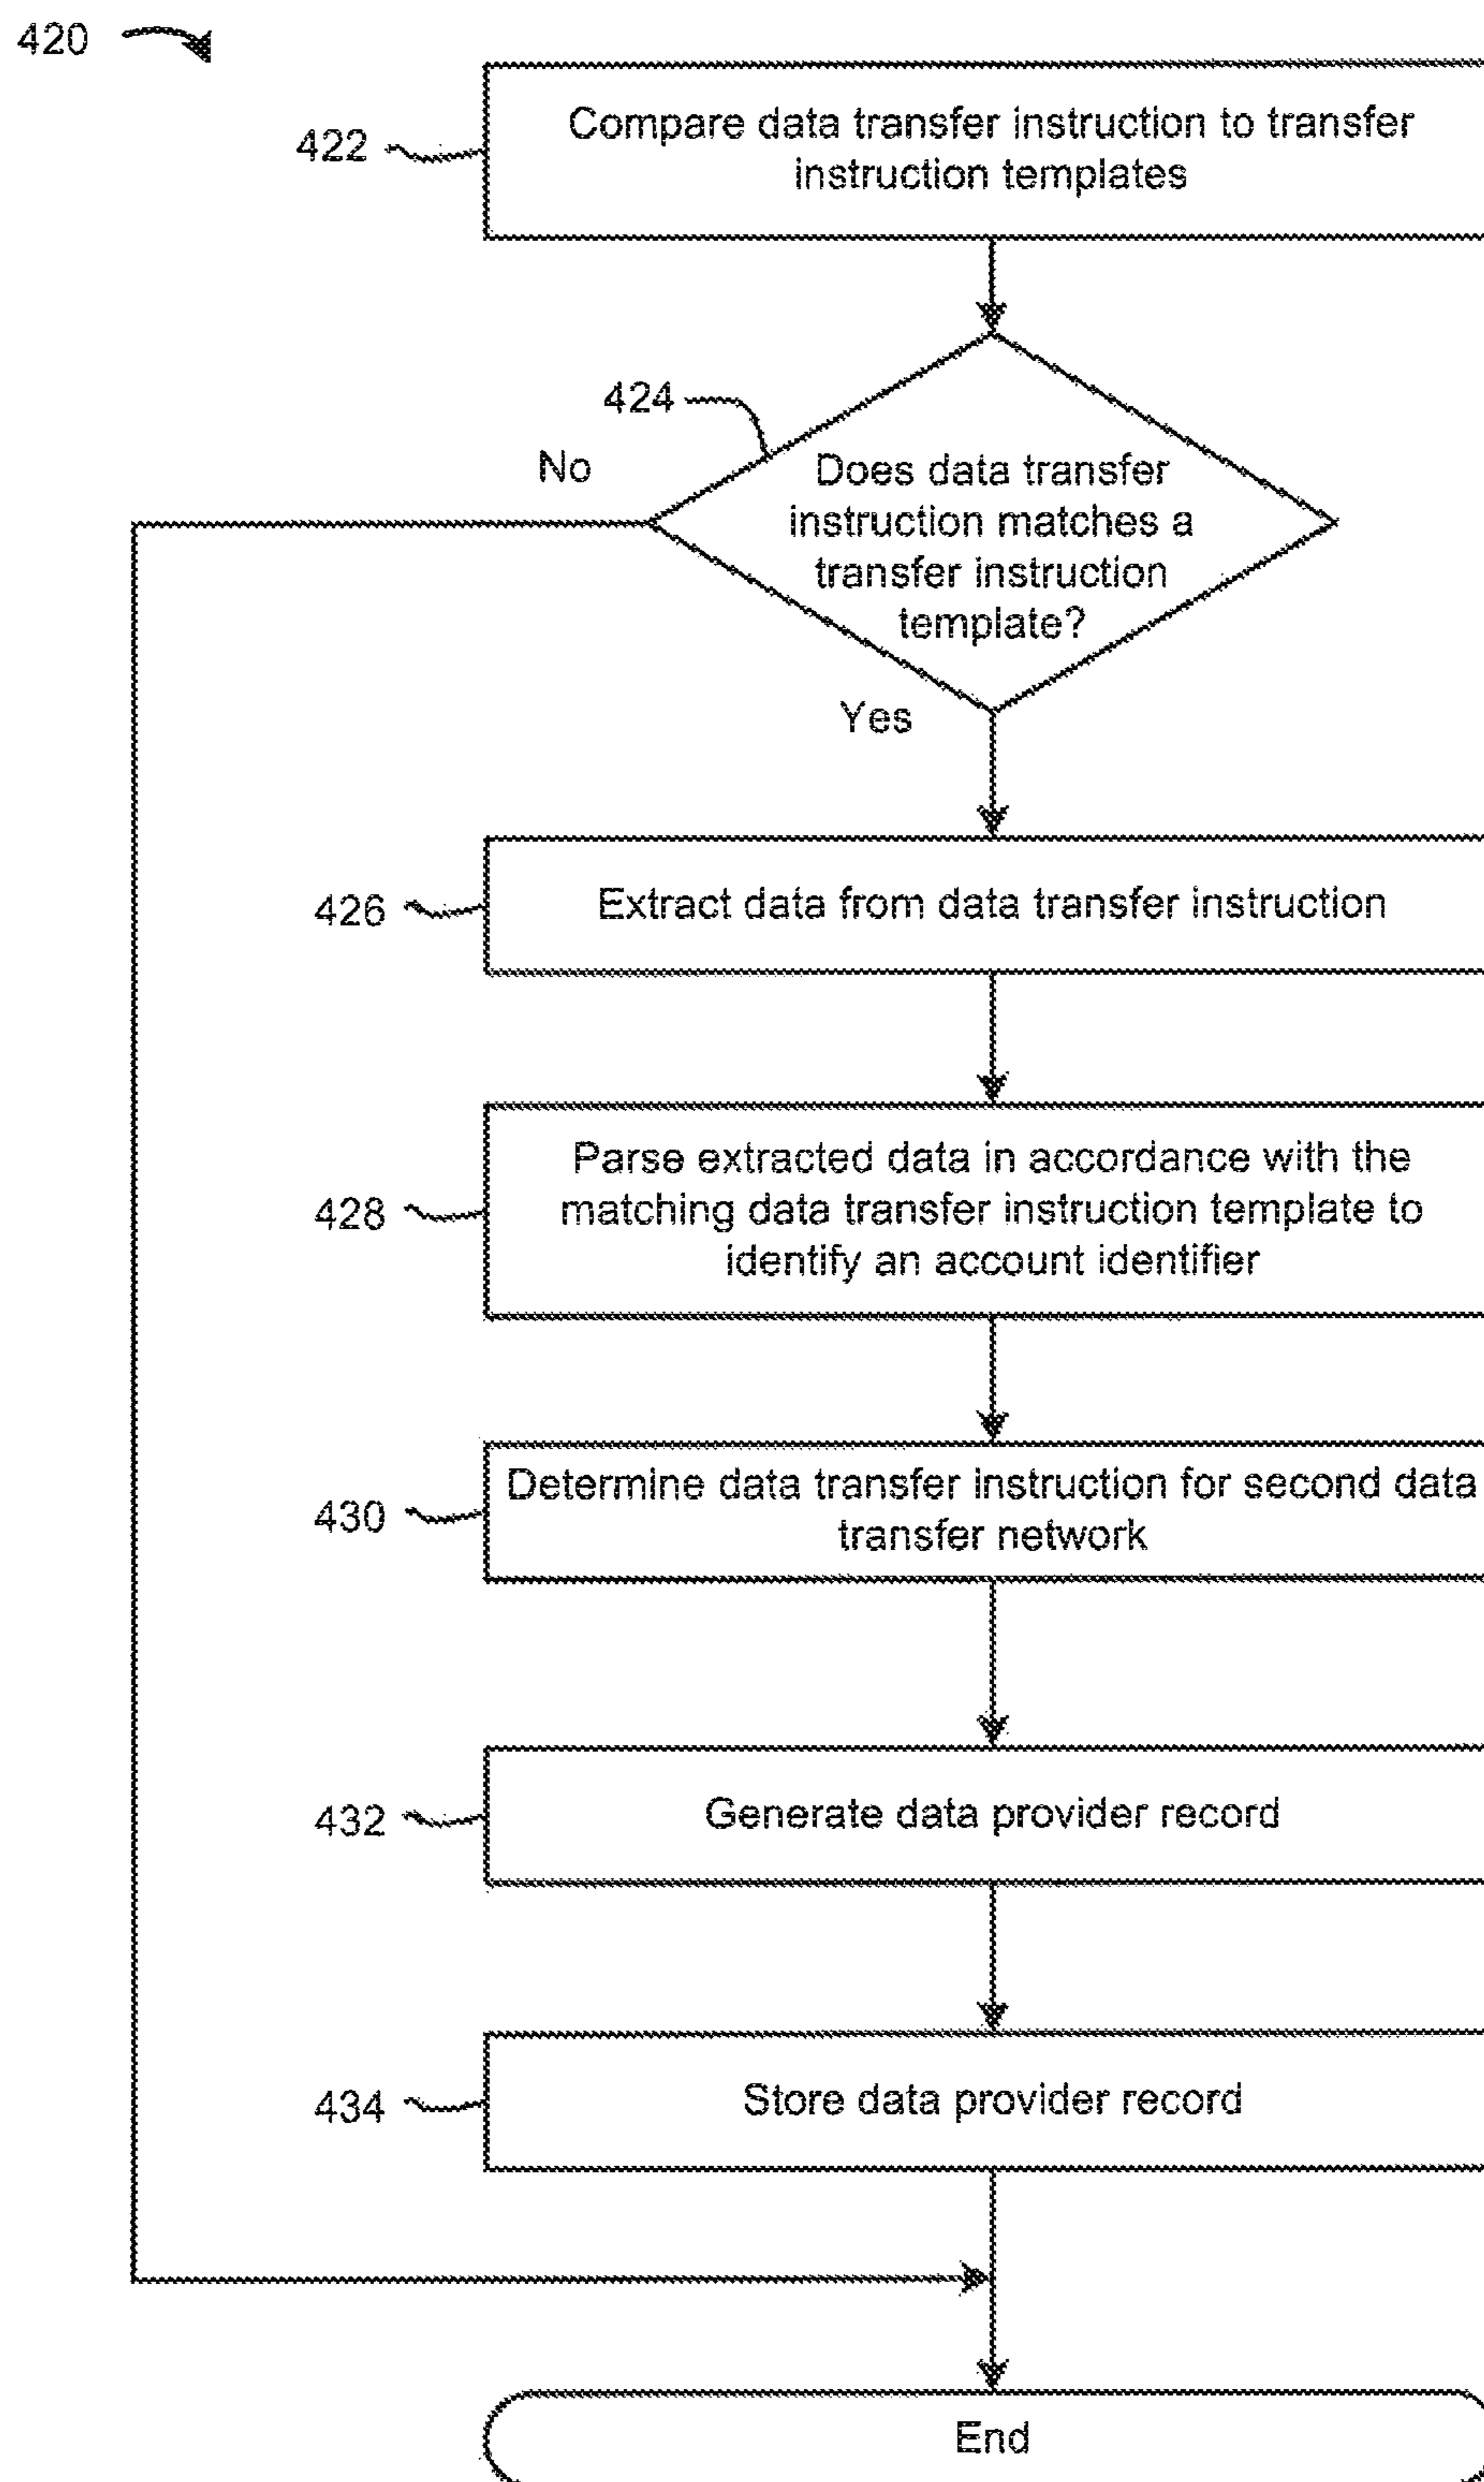 420
422
Compare data transfer instruction to transfer
instruction templates
424
No
Does data transfer
instruction matches a
transfer instruction
template?
Yes
426
Extract data from data transfer instruction
428
Parse extracted data in accordance with the
matching data transfer instruction template to
identify an account identifier
430
Determine data transfer instruction for second data
transfer network
432
Generate data provider record
434
Store data provider record
End